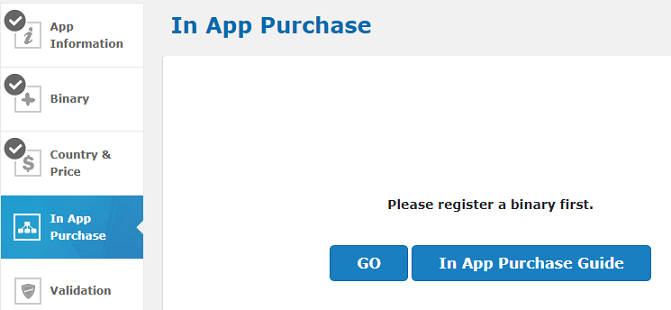 App
Information
Binary
Country &
Price
In App
Purchase
Validation
In App Purchase
Please register a binary first.
GO
In App Purchase Guide